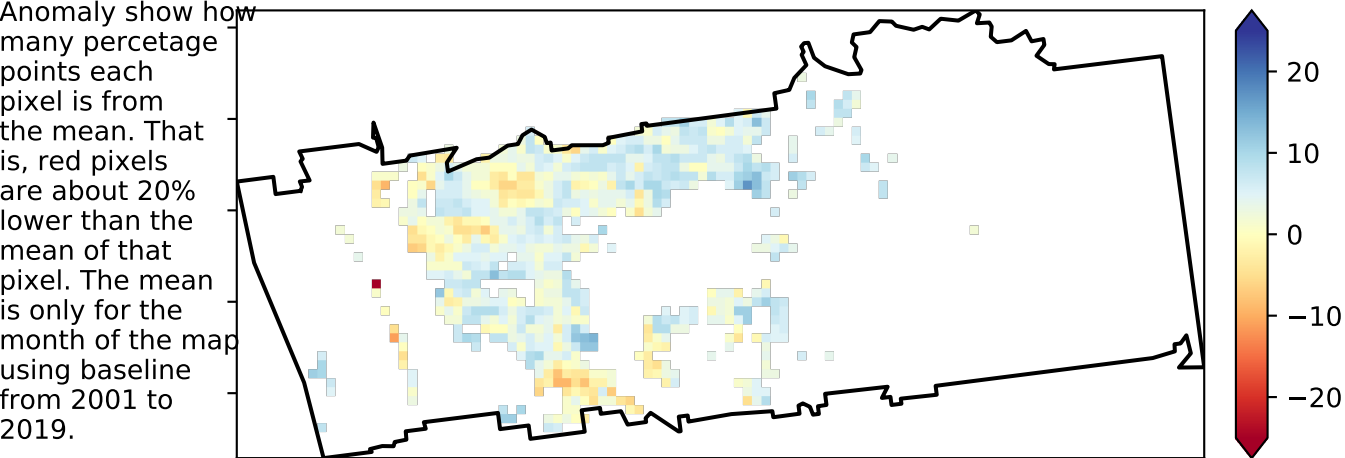 Anomaly show how
many percetage
points each
pixel is from
the mean. That
is, red pixels
are about 20%
lower than the
mean of that
pixel. The mean
is only for the
month of the map
using baseline
from 2001 to
2019.
20
10
0
−10
−20